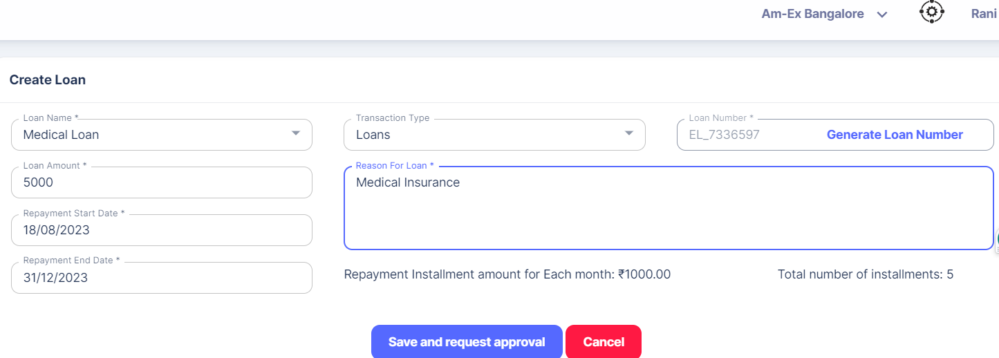 Am-Ex Bangalore
Rani
Create Loan
Loan Name *
Medical Loan
Transaction Type
Loans
Loan Number *
EL_7336597
Generate Loan Number
Loan Amount *
5000
Reason For Loan *
Medical Insurance
Repayment Start Date *
18/08/2023
Repayment End Date *
31/12/2023
Repayment Installment amount for Each month: ₹1000.00
Total number of installments: 5
Save and request approval
Cancel